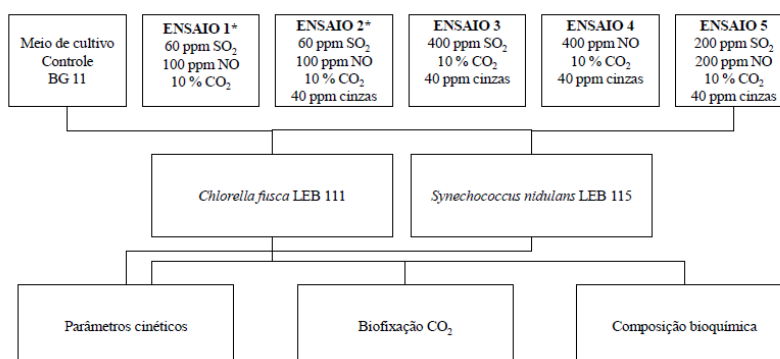 Meio de cultivo
Controle
BG 11
ENSAIO 1*
60 ppm SO₂
100 ppm NO
10 % CO₂
ENSAIO 2*
60 ppm SO₂
100 ppm NO
10 % CO₂
40 ppm cinzas
ENSAIO 3
400 ppm SO₂
10 % CO₂
40 ppm cinzas
ENSAIO 4
400 ppm NO
10 % CO₂
40 ppm cinzas
ENSAIO 5
200 ppm SO₂
200 ppm NO
10 % CO₂
40 ppm cinzas
Chlorella fusca LEB 111
Synechococcus nidulans LEB 115
Parâmetros cinéticos
Biofixação CO₂
Composição bioquímica